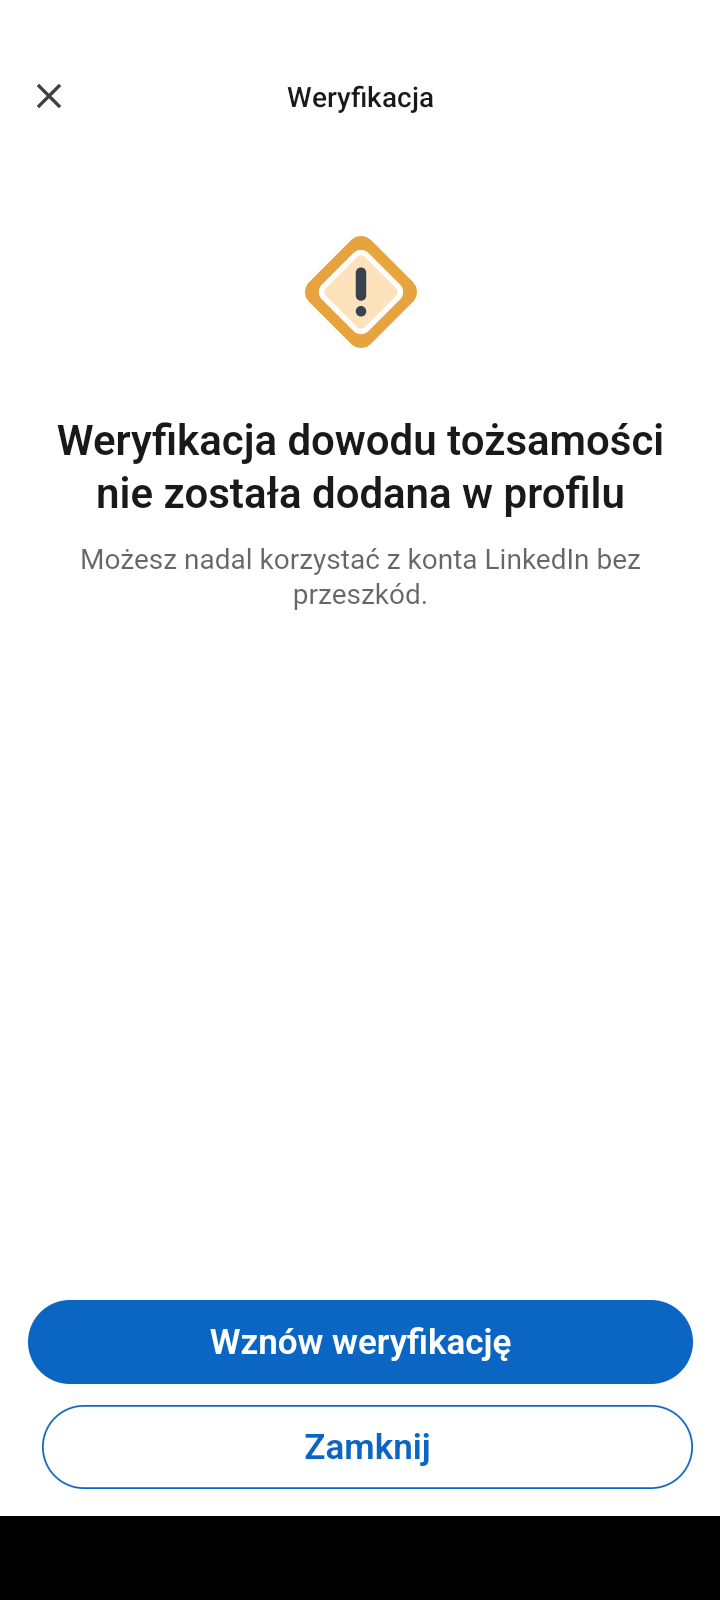 Weryfikacja
Weryfikacja dowodu tożsamości
nie została dodana w profilu
Możesz nadal korzystać z konta LinkedIn bez
przeszkód.
Wznów weryfikację
Zamknij